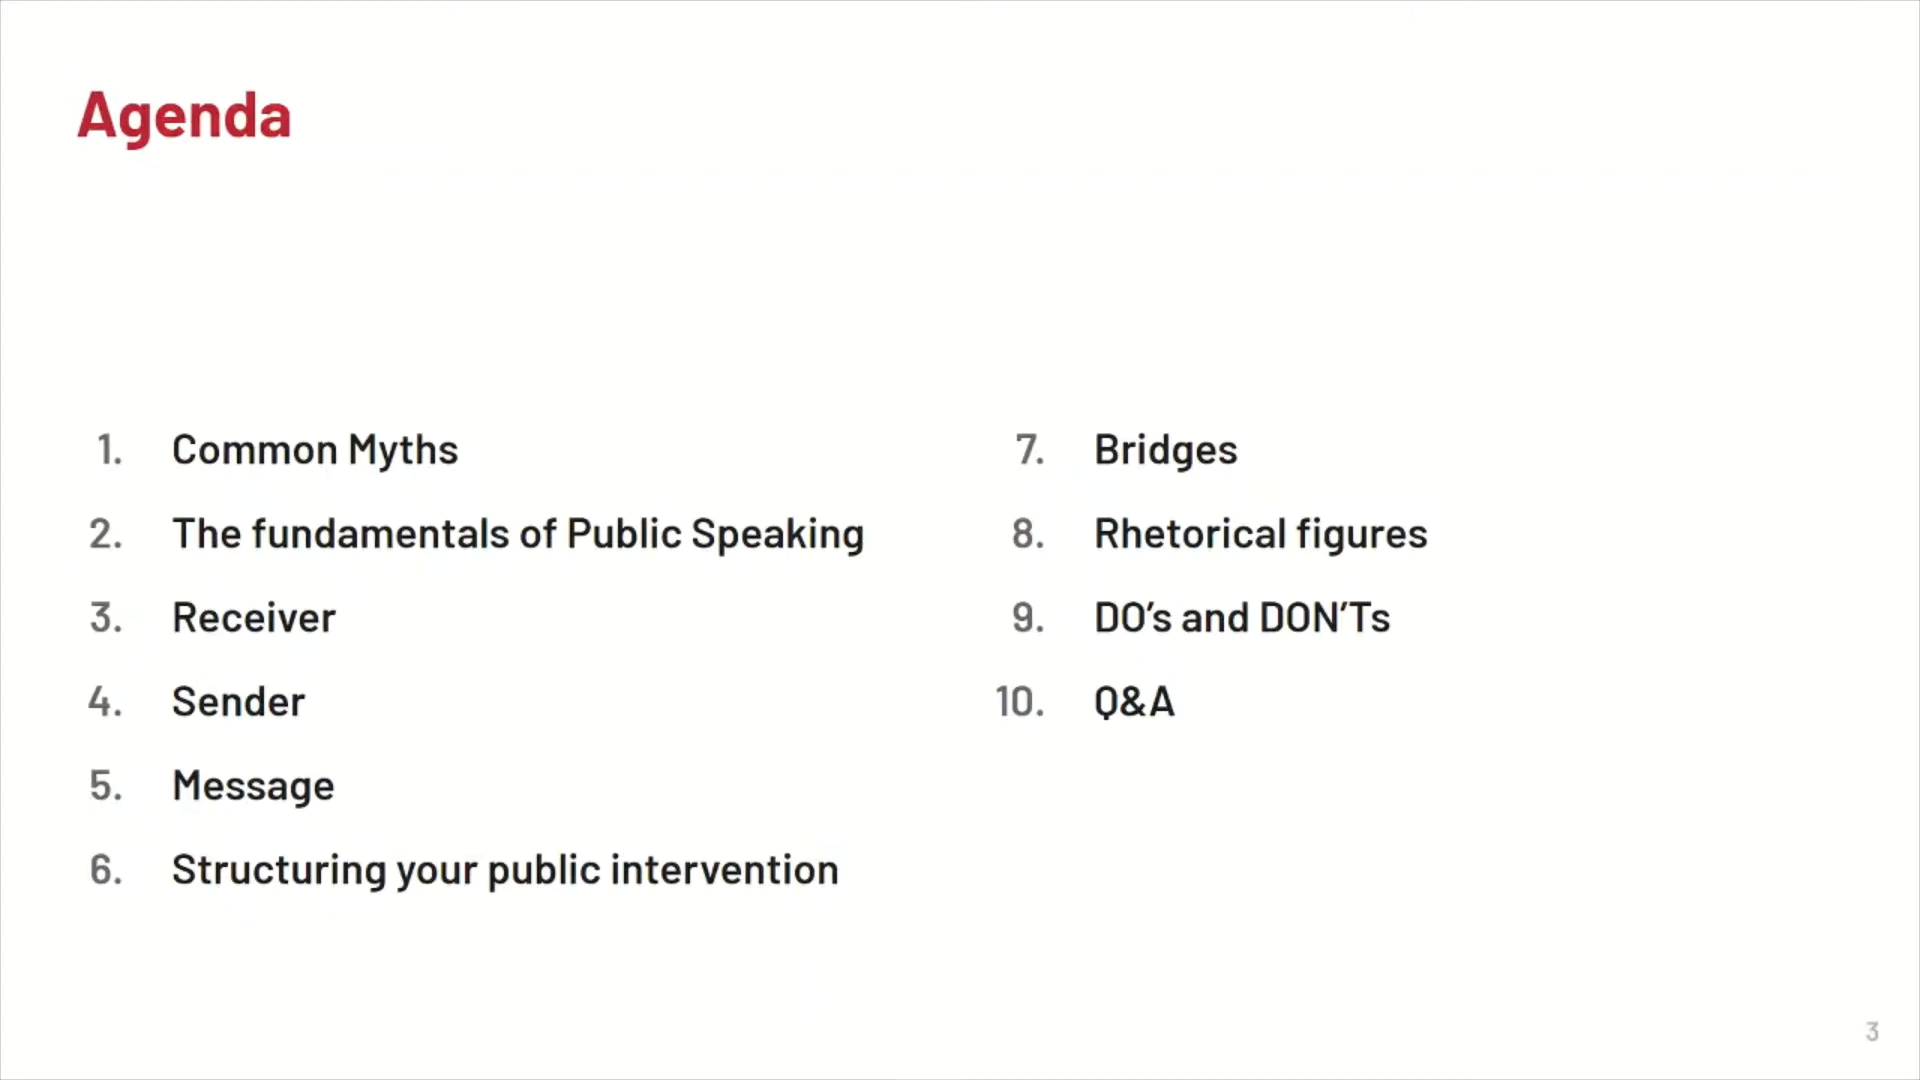 Agenda
1. Common Myths
2. The fundamentals of Public Speaking
3. Receiver
4. Sender
5. Message
6. Structuring your public intervention
7. Bridges
8. Rhetorical figures
9. DO’s and DON’Ts
10. Q&A
3